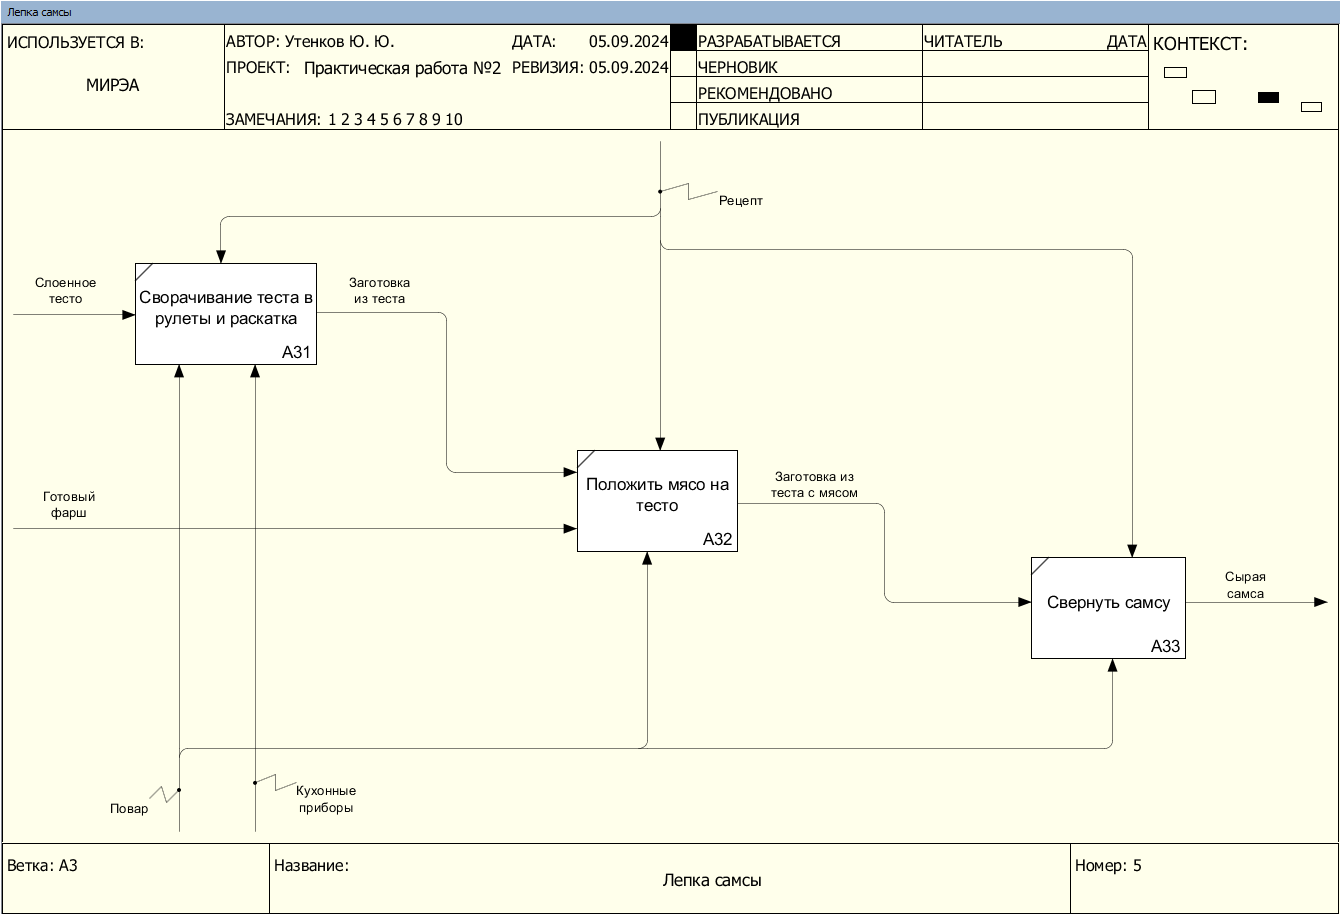 Лепка самсы
ИСПОЛЬЗУЕТСЯ В:
МИРЭА
АВТОР: Утенков Ю. Ю.
ДАТА: 05.09.2024
ПРОЕКТ: Практическая работа №2
РЕВИЗИЯ: 05.09.2024
ЗАМЕЧАНИЯ: 1 2 3 4 5 6 7 8 9 10
РАЗРАБАТЫВАЕТСЯ
ЧЕРНОВИК
РЕКОМЕНДОВАНО
ПУБЛИКАЦИЯ
ЧИТАТЕЛЬ
ДАТА
КОНТЕКСТ:
Рецепт
Слоенное
тесто
Сворачивание теста в
рулеты и раскатка
A31
Заготовка
из теста
Готовый
фарш
Положить мясо на
тесто
A32
Заготовка из
теста с мясом
Свернуть самсу
A33
Сырая
самса
Повар
Кухонные
приборы
Ветка: A3
Название:
Лепка самсы
Номер: 5